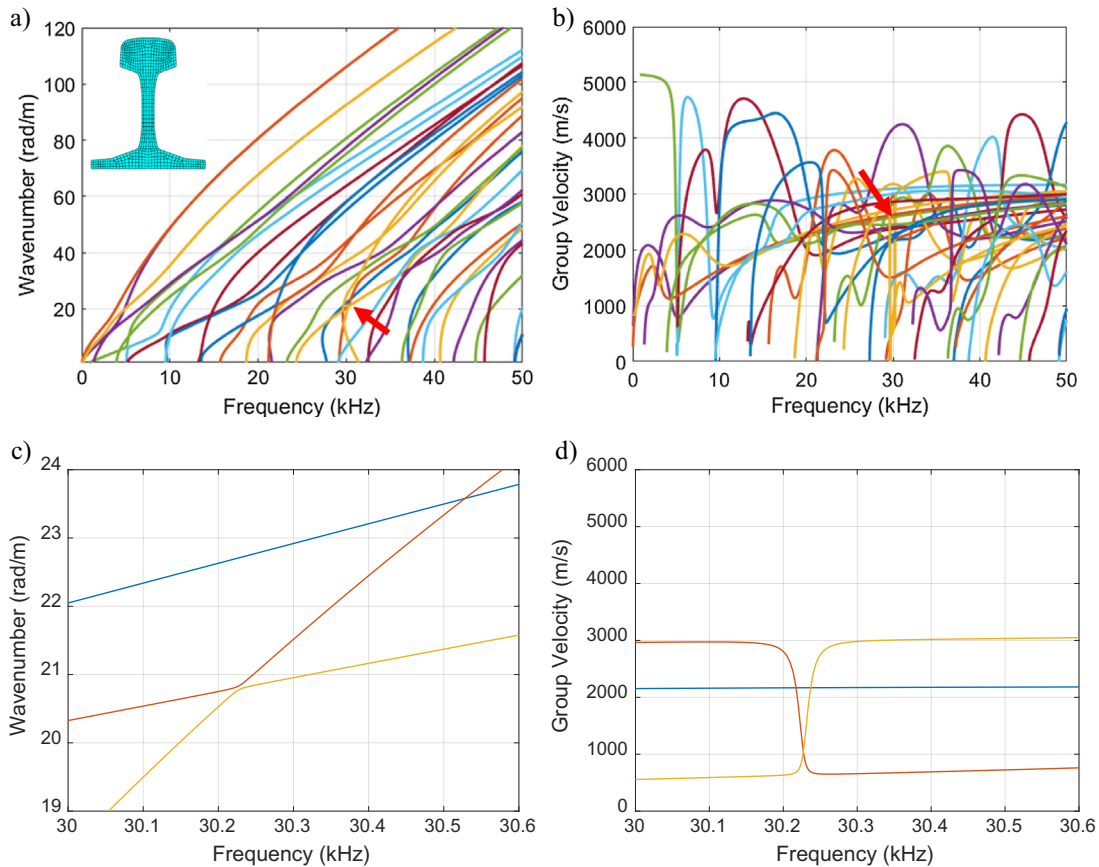 a)
120
100
80
60
40
20
0 10 20 30 40 50
Wavenumber (rad/m)
Frequency (kHz)
b)
6000
5000
4000
3000
2000
1000
0
0 10 20 30 40 50
Group Velocity (m/s)
Frequency (kHz)
c)
24
23
22
21
20
19
30 30.1 30.2 30.3 30.4 30.5 30.6
Wavenumber (rad/m)
Frequency (kHz)
d)
6000
5000
4000
3000
2000
1000
0
30 30.1 30.2 30.3 30.4 30.5 30.6
Group Velocity (m/s)
Frequency (kHz)